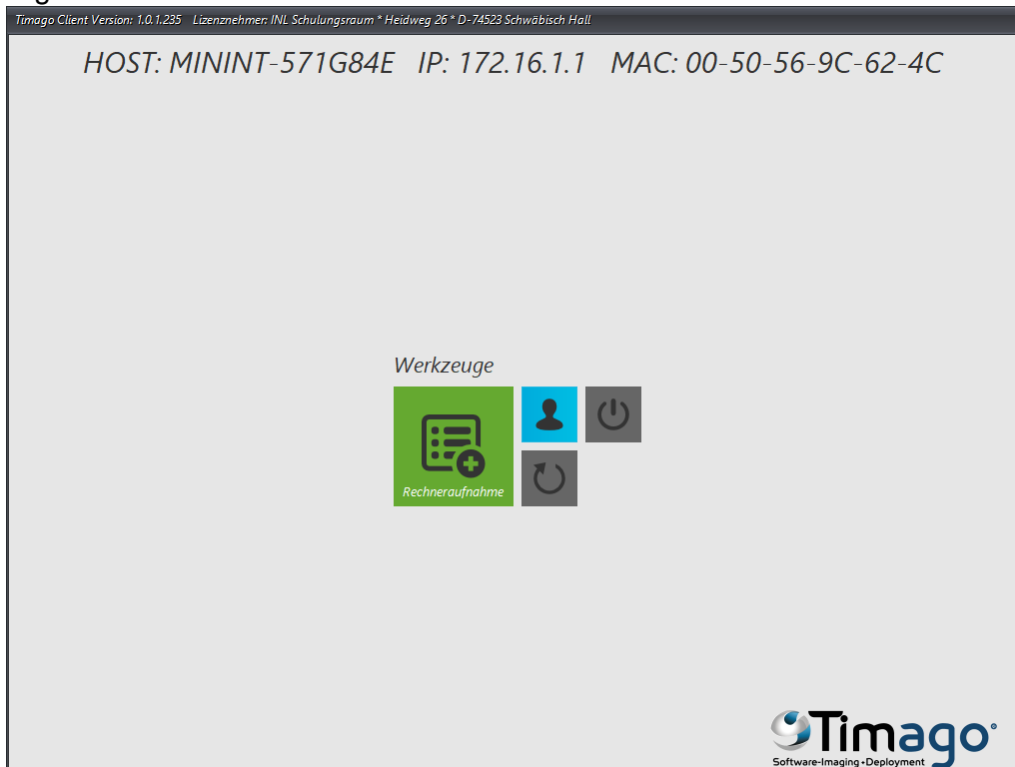 Timago Client Version: 1.0.1.235 Lizenznehmer: INL Schulungsraum * Heidweg 26 * D-74523 Schwäbisch Hall
HOST: MININT-571G84E IP: 172.16.1.1 MAC: 00-50-56-9C-62-4C
Werkzeuge
Rechneraufnahme
Timago
Software-Imaging+Deployment